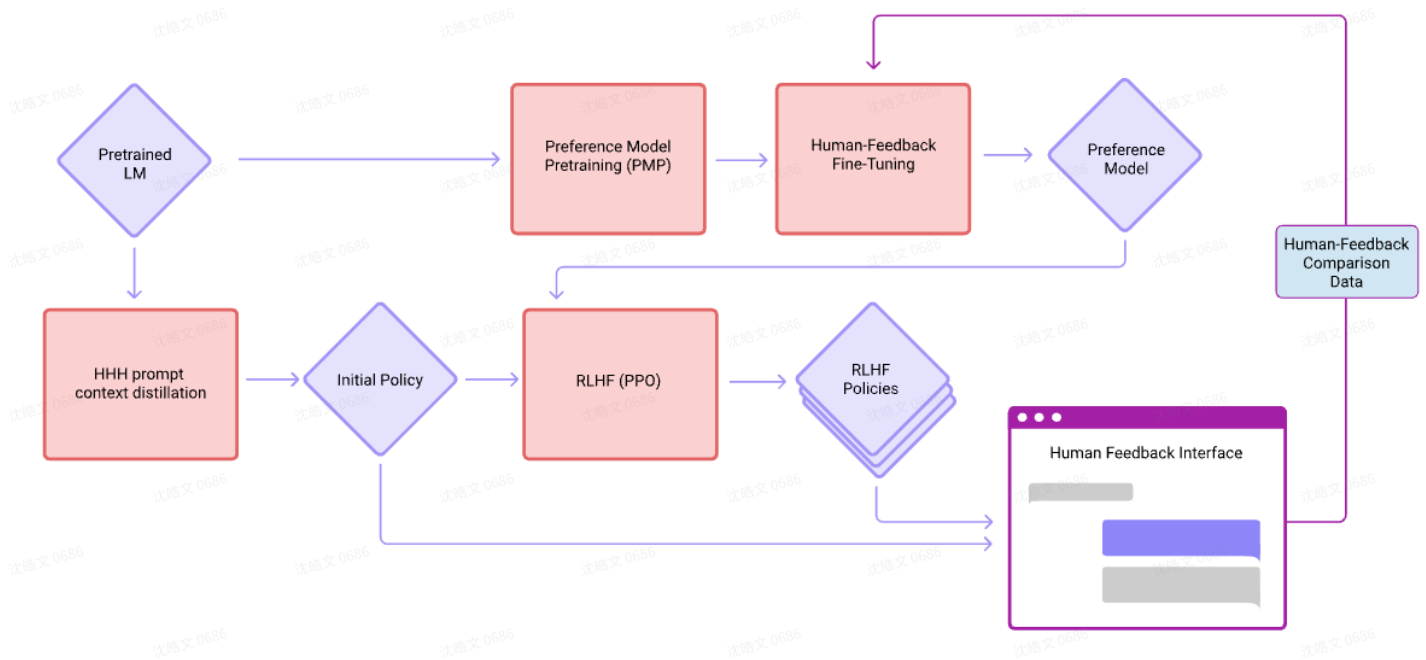 Pretrained
LM
Preference Model
Pretraining (PMP)
Human-Feedback
Fine-Tuning
Preference
Model
Human-Feedback
Comparison
Data
HHH prompt
context distillation
Initial Policy
RLHF (PPO)
RLHF
Policies
Human Feedback Interface
沈皓文 0686